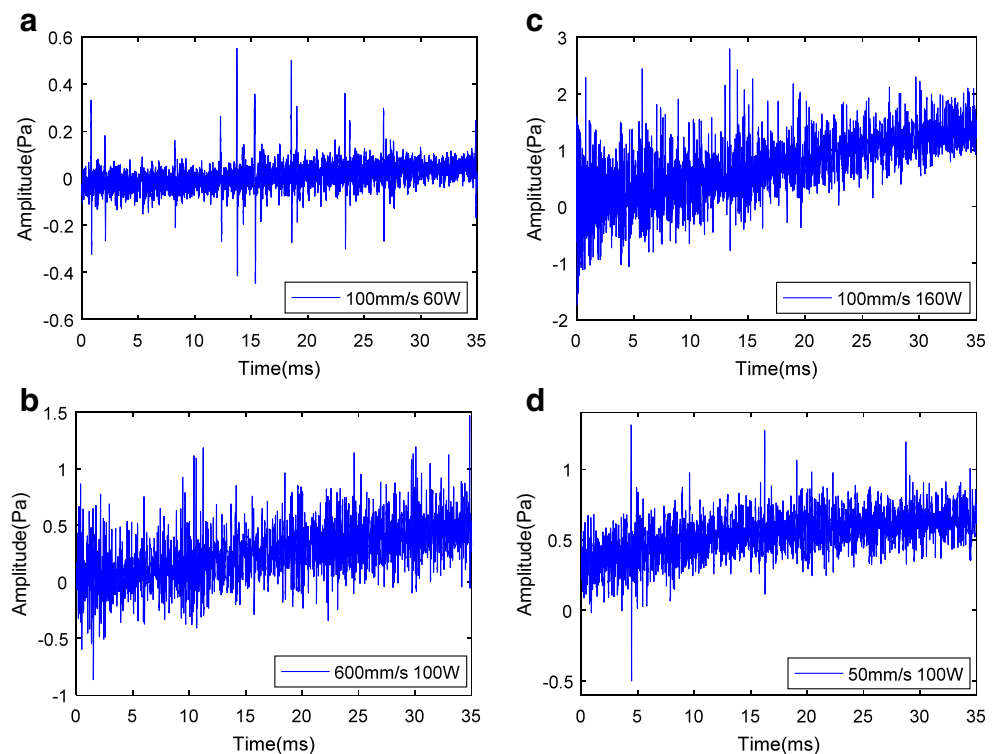 a
0.6
0.4
0.2
0
-0.2
-0.4
-0.6
Amplitude(Pa)
0 5 10 15 20 25 30 35
Time(ms)
100mm/s 60W
c
3
2
1
0
-1
-2
Amplitude(Pa)
0 5 10 15 20 25 30 35
Time(ms)
100mm/s 160W
b
1.5
1
0.5
0
-0.5
-1
Amplitude(Pa)
0 5 10 15 20 25 30 35
Time(ms)
600mm/s 100W
d
1
0.5
0
-0.5
Amplitude(Pa)
0 5 10 15 20 25 30 35
Time(ms)
50mm/s 100W